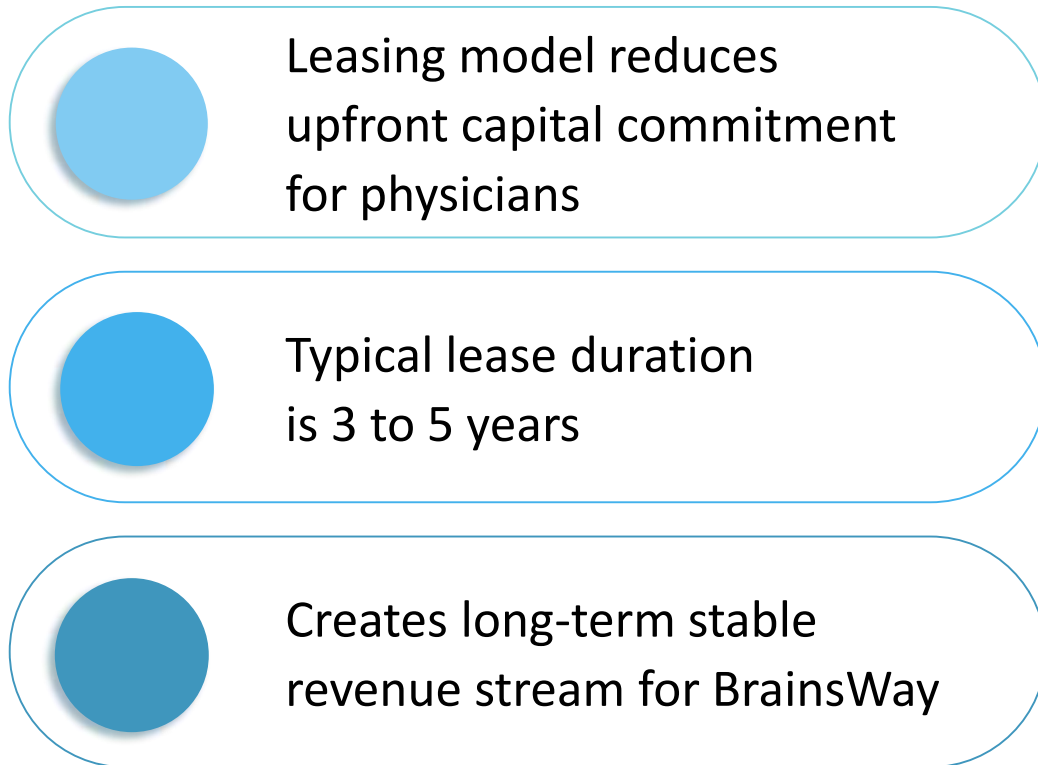 Leasing model reduces
upfront capital commitment
for physicians
Typical lease duration
is 3 to 5 years
Creates long-term stable
revenue stream for BrainsWay